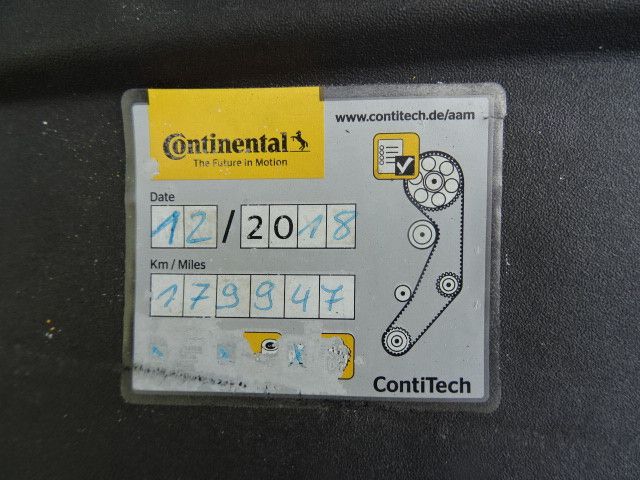 www.contitech.de/aam
Continental
The Future in Motion
Date
12/2018
Km/Miles
179947
ContiTech